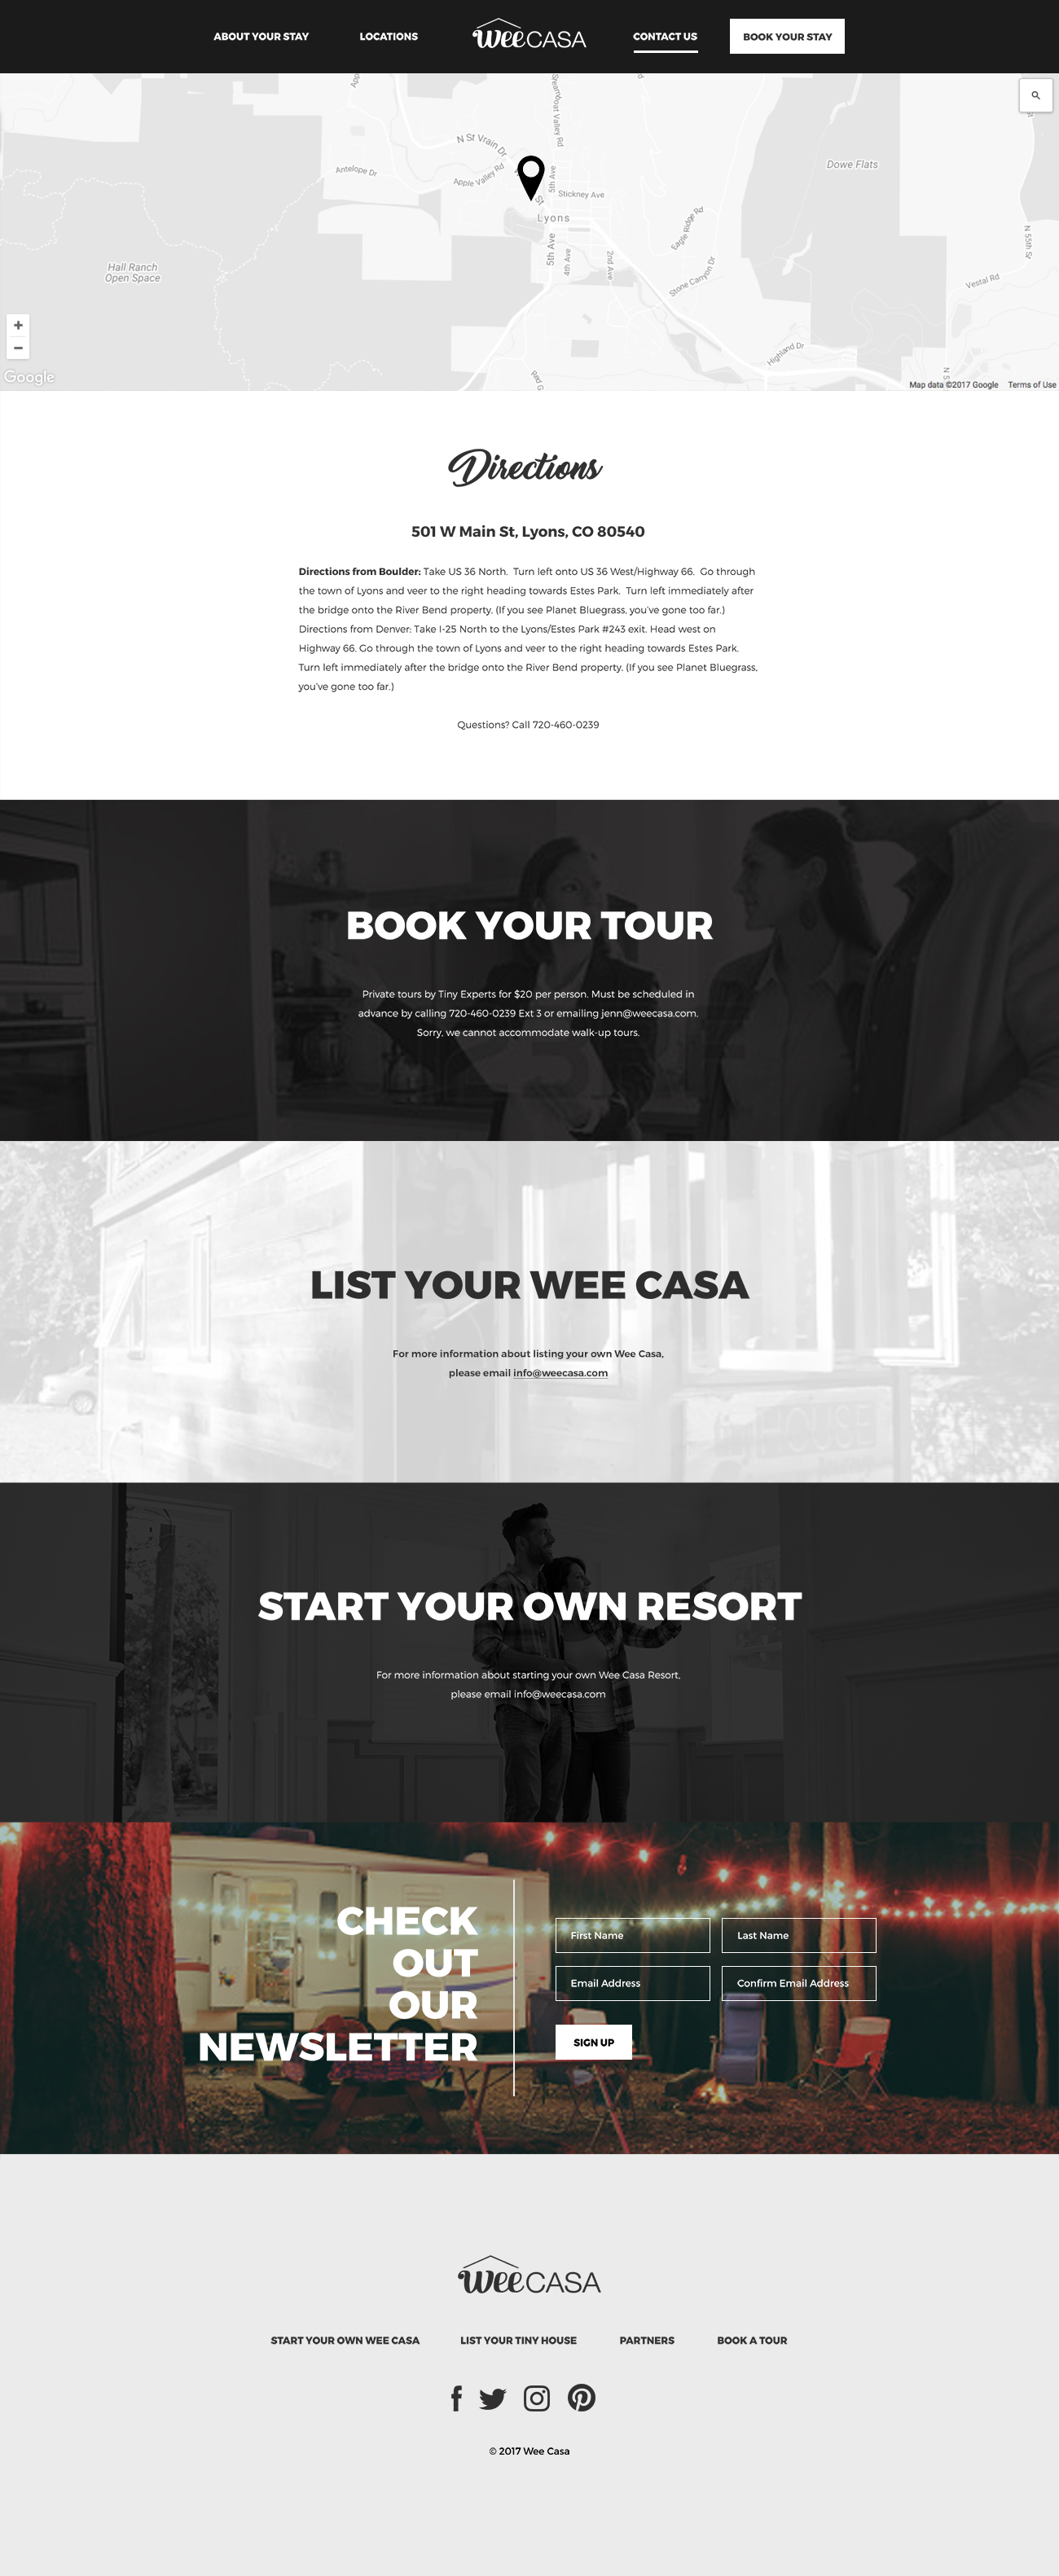 ABOUT YOUR STAY
LOCATIONS
Wee CASA
CONTACT US
BOOK YOUR STAY
N St Vrain Dr
Antelope Dr
Apple Valley Rd
5th Ave
Stickney Ave
St
Lyons
Dowe Flats
Eagle Ridge Rd
N 55th St
Hall Ranch
Open Space
5th Ave
4th Ave
2nd Ave
Stone Canyon Dr
Vestal Rd
Highland Dr
Red G
N 5
Google
Map data ©2017 Google
Terms of Use
Directions
501 W Main St, Lyons, CO 80540
Directions from Boulder: Take US 36 North. Turn left onto US 36 West/Highway 66. Go through
the town of Lyons and veer to the right heading towards Estes Park. Turn left immediately after
the bridge onto the River Bend property. (If you see Planet Bluegrass, you've gone too far.)
Directions from Denver: Take I-25 North to the Lyons/Estes Park #243 exit. Head west on
Highway 66. Go through the town of Lyons and veer to the right heading towards Estes Park.
Turn left immediately after the bridge onto the River Bend property. (If you see Planet Bluegrass,
you've gone too far.)
Questions? Call 720-460-0239
BOOK YOUR TOUR
Private tours by Tiny Experts for $20 per person. Must be scheduled in
advance by calling 720-460-0239 Ext 3 or emailing jenn@weecasa.com.
Sorry, we cannot accommodate walk-up tours.
LIST YOUR WEE CASA
For more information about listing your own Wee Casa,
please email info@weecasa.com
HOUSE
START YOUR OWN RESORT
For more information about starting your own Wee Casa Resort,
please email info@weecasa.com
CHECK
OUT
OUR
NEWSLETTER
First Name
Last Name
Email Address
Confirm Email Address
SIGN UP
Wee CASA
START YOUR OWN WEE CASA
LIST YOUR TINY HOUSE
PARTNERS
BOOK A TOUR
© 2017 Wee Casa